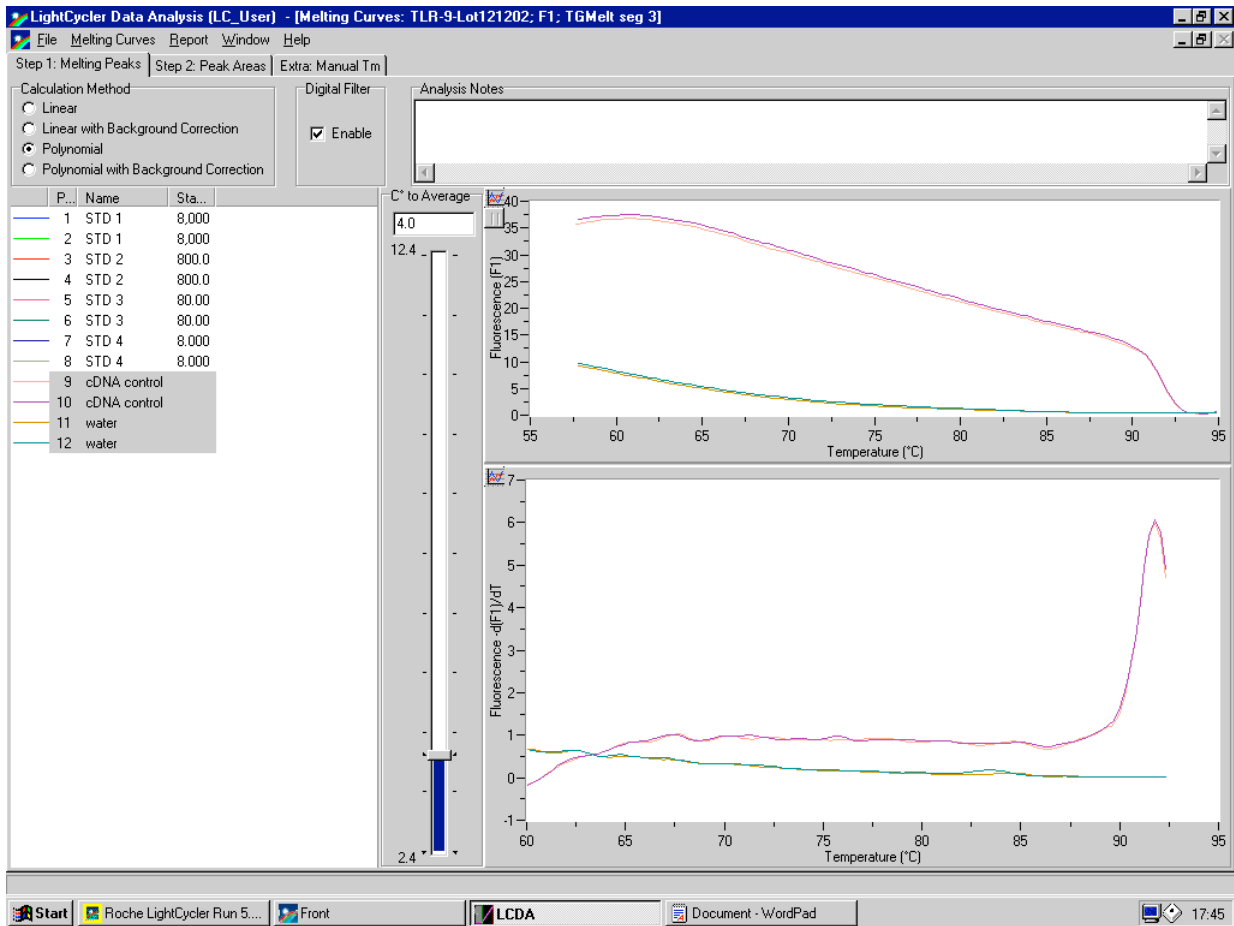 LightCycler Data Analysis (LC_User) - [Melting Curves: TLR-9-Lot121202; F1; TGMelt seg 3]
File Melting Curves Report Window Help
Step 1: Melting Peaks Step 2: Peak Areas Extra: Manual Tm
Calculation Method
Linear
Linear with Background Correction
Polynomial
Polynomial with Background Correction
Digital Filter
Enable
Analysis Notes
P... Name Sta...
1 STD 1 8,000
2 STD 1 8,000
3 STD 2 800.0
4 STD 2 800.0
5 STD 3 80.00
6 STD 3 80.00
7 STD 4 8.000
8 STD 4 8.000
9 cDNA control
10 cDNA control
11 water
12 water
C° to Average
4.0
12.4
2.4
40
35
30
25
20
15
10
5
0
Fluorescence (F1)
55 60 65 70 75 80 85 90 95
Temperature (°C)
7
6
5
4
3
2
1
0
-1
Fluorescence -d(F1)/dT
60 65 70 75 80 85 90 95
Temperature (°C)
Start Roche LightCycler Run 5.... Front LCDA Document - WordPad 17:45